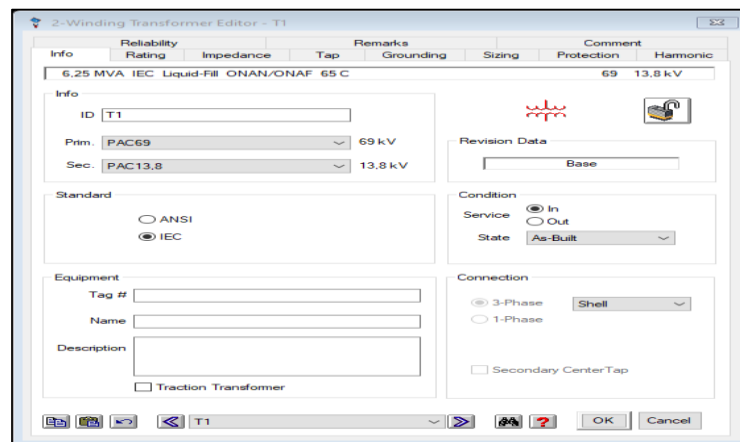 2-Winding Transformer Editor - T1
Reliability Remarks Comment
Info Rating Impedance Tap Grounding Sizing Protection Harmonic
6,25 MVA IEC Liquid-Fill ONAN/ONAF 65 C 69 13,8 kV
Info
ID T1
Prim. PAC69 69 kV
Sec. PAC13,8 13,8 kV
Revision Data
Base
Standard
ANSI
IEC
Condition
Service In
Out
State As-Built
Equipment
Tag #
Name
Description
Traction Transformer
Connection
3-Phase Shell
1-Phase
Secondary CenterTap
T1 ? OK Cancel